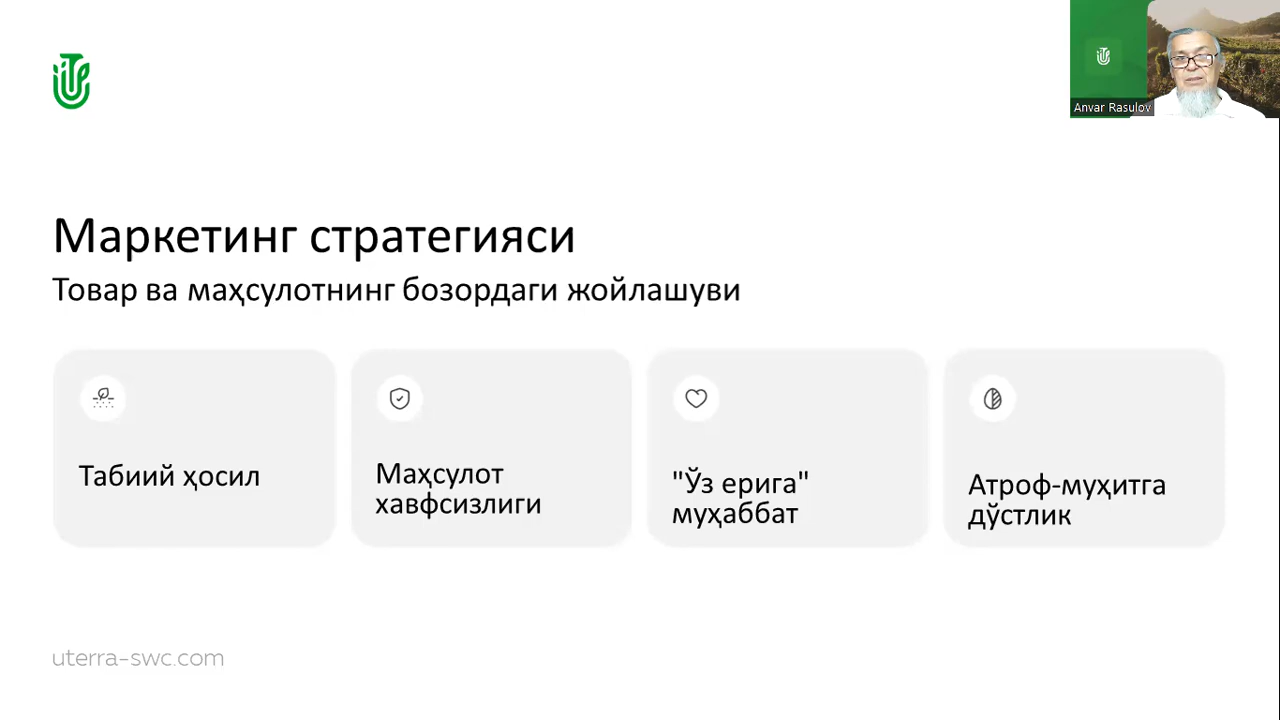 Anvar Rasulov
Маркетинг стратегияси
Товар ва маҳсулотнинг бозордаги жойлашуви
Табиий ҳосил
Маҳсулот
хавфсизлиги
"Ўз ерига"
муҳаббат
Атроф-муҳитга
дўстлик
uterra-swc.com